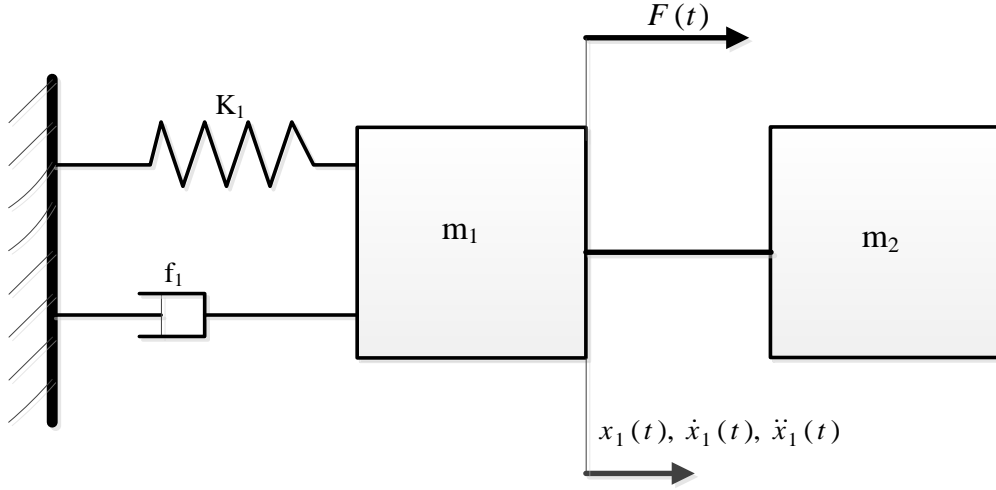 F(t)
K₁
m₁
m₂
f₁
x₁(t), ẋ₁(t), ẍ₁(t)